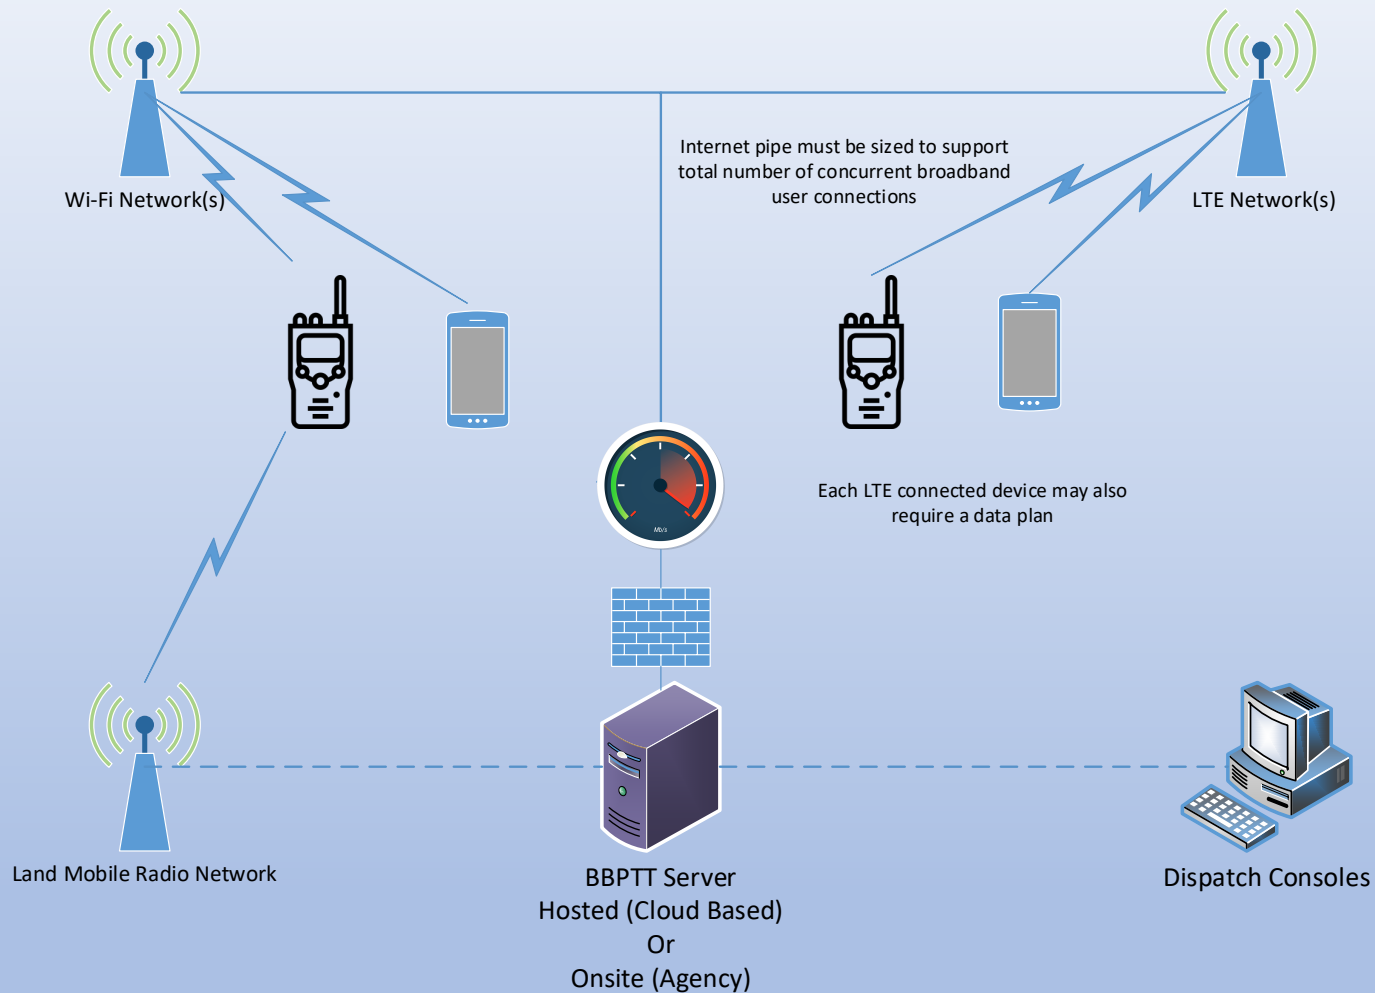 Internet pipe must be sized to support
total number of concurrent broadband
user connections
Wi-Fi Network(s)
LTE Network(s)
Each LTE connected device may also
require a data plan
Mb/s
Land Mobile Radio Network
BBPTT Server
Hosted (Cloud Based)
Or
Onsite (Agency)
Dispatch Consoles